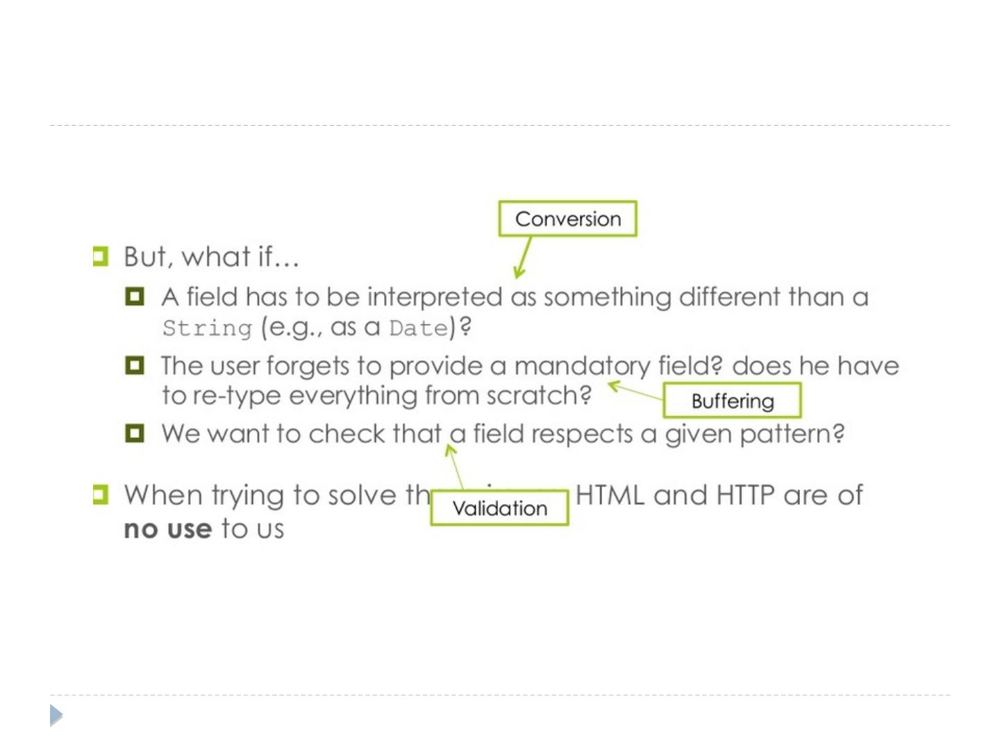 Conversion
But, what if...
A field has to be interpreted as something different than a
String (e.g., as a Date)?
The user forgets to provide a mandatory field? does he have
to re-type everything from scratch?
Buffering
We want to check that a field respects a given pattern?
When trying to solve HTML and HTTP are of
Validation
no use to us